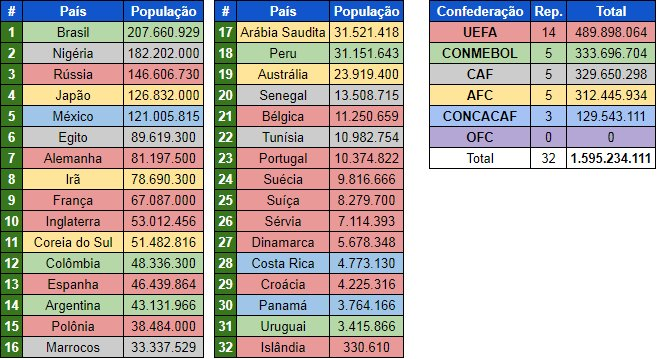 # País População
1 Brasil 207.660.929
2 Nigéria 182.202.000
3 Rússia 146.606.730
4 Japão 126.832.000
5 México 121.005.815
6 Egito 89.619.300
7 Alemanha 81.197.500
8 Irã 78.690.300
9 França 67.087.000
10 Inglaterra 53.012.456
11 Coreia do Sul 51.482.816
12 Colômbia 48.336.300
13 Espanha 46.439.864
14 Argentina 43.131.966
15 Polônia 38.484.000
16 Marrocos 33.337.529
# País População
17 Arábia Saudita 31.521.418
18 Peru 31.151.643
19 Austrália 23.919.400
20 Senegal 13.508.715
21 Bélgica 11.250.659
22 Tunísia 10.982.754
23 Portugal 10.374.822
24 Suécia 9.816.666
25 Suíça 8.279.700
26 Sérvia 7.114.393
27 Dinamarca 5.678.348
28 Costa Rica 4.773.130
29 Croácia 4.225.316
30 Panamá 3.764.166
31 Uruguai 3.415.866
32 Islândia 330.610
Confederação Rep. Total
UEFA 14 489.898.064
CONMEBOL 5 333.696.704
CAF 5 329.650.298
AFC 5 312.445.934
CONCACAF 3 129.543.111
OFC 0 0
Total 32 1.595.234.111